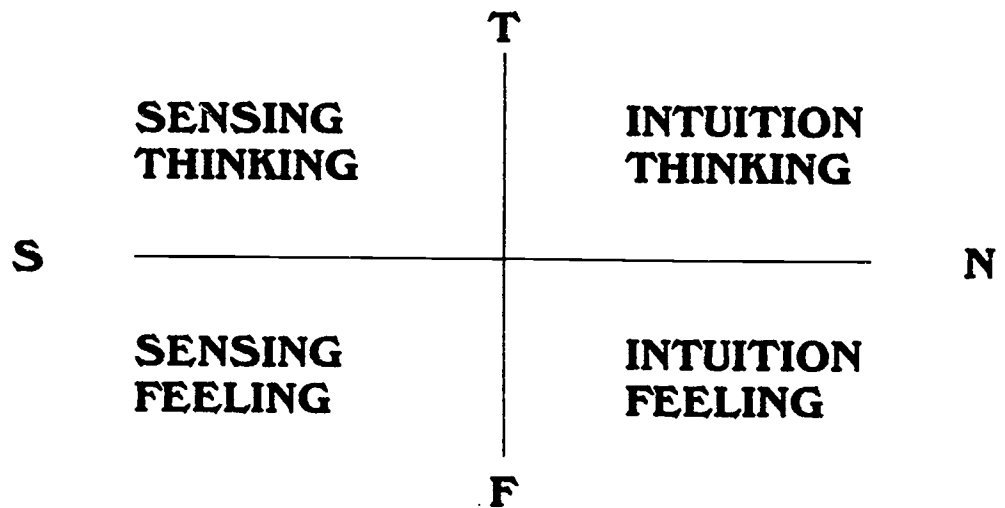 T
SENSING
THINKING
INTUITION
THINKING
S
N
SENSING
FEELING
INTUITION
FEELING
F